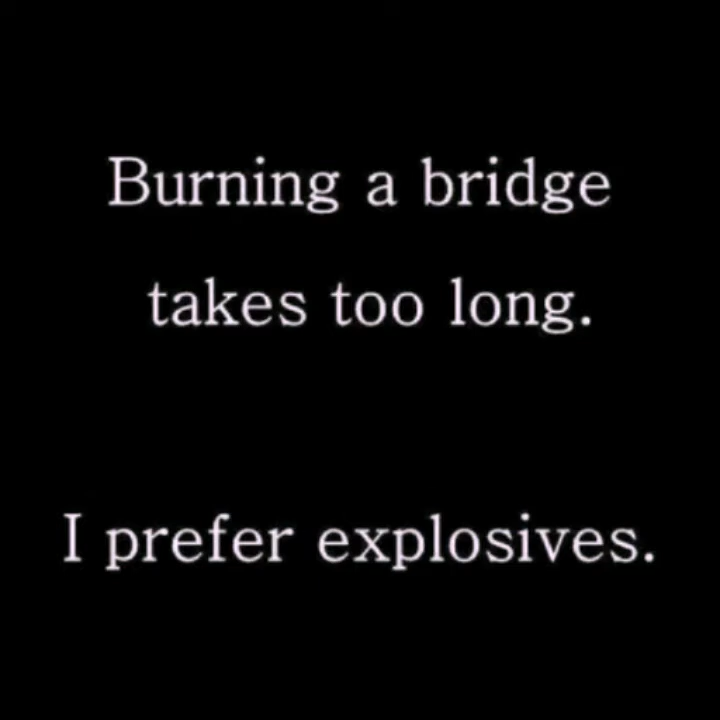 Burning a bridge
takes too long.
I prefer explosives.